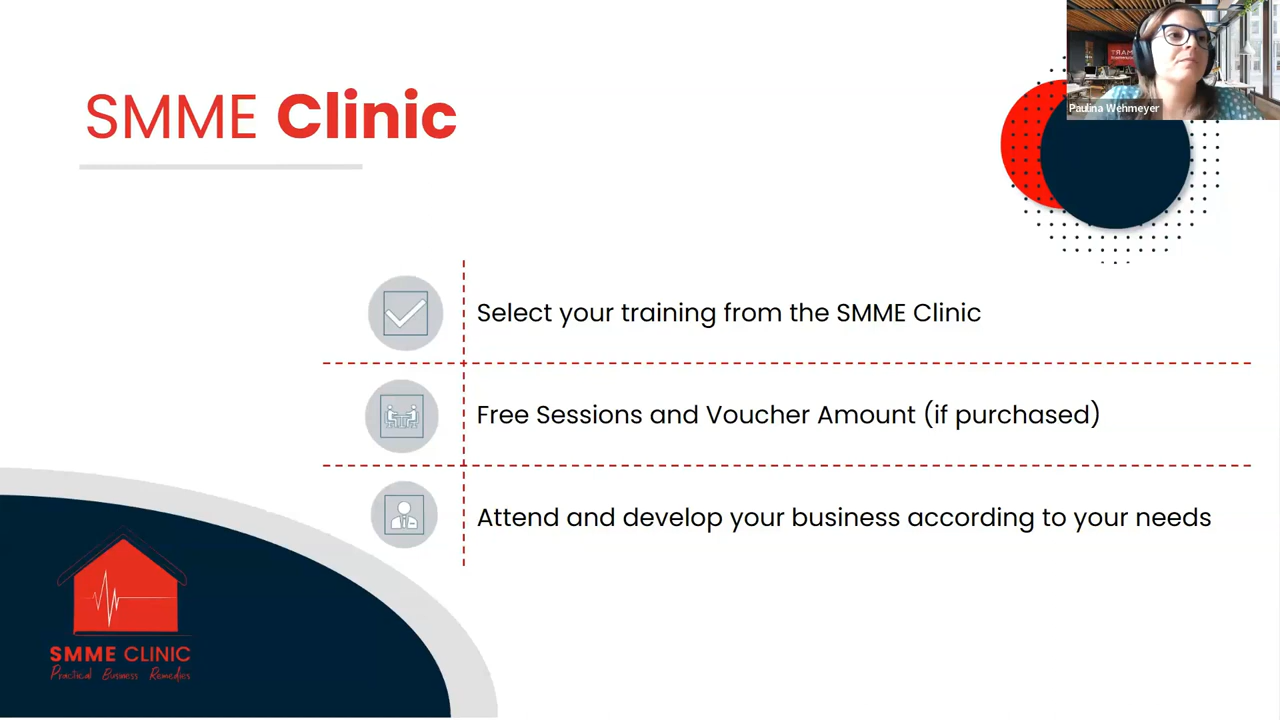 SMME Clinic
Paulina Wehmeyer
Select your training from the SMME Clinic
Free Sessions and Voucher Amount (if purchased)
Attend and develop your business according to your needs
SMME CLINIC
Practical Business Remedies